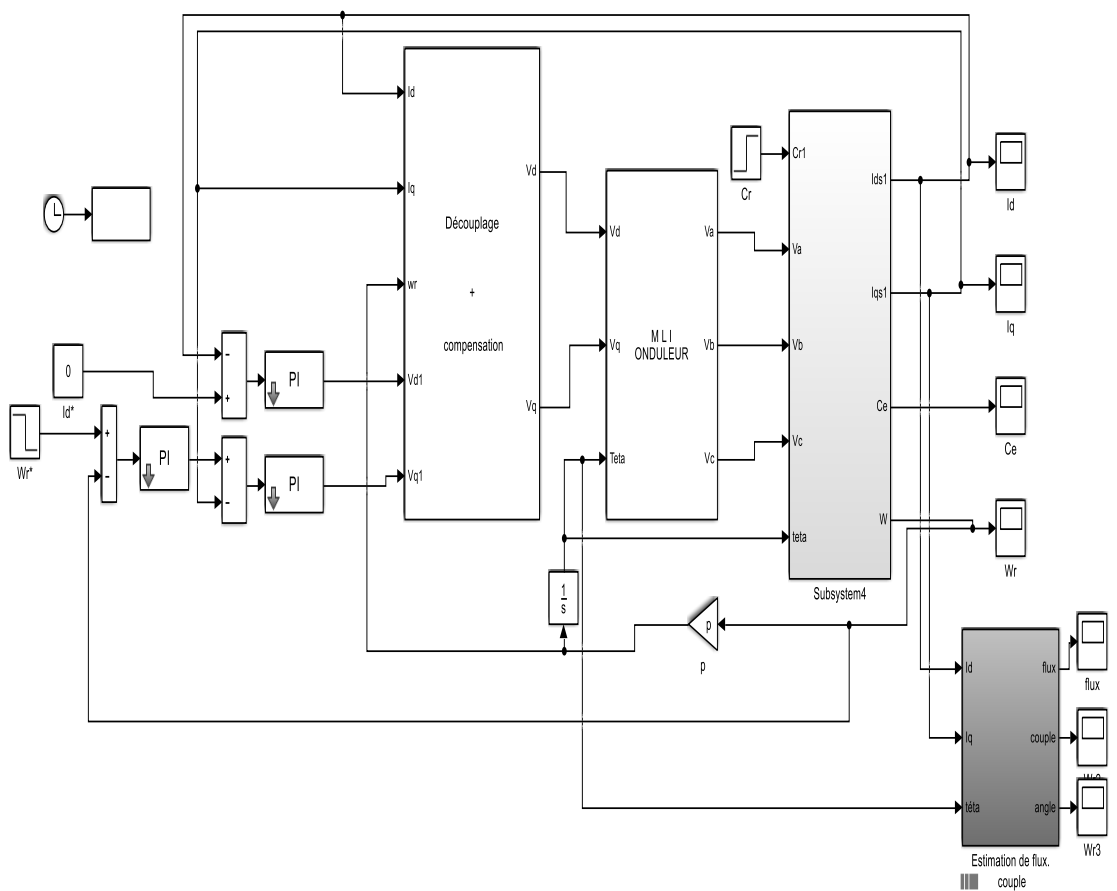 Id
Iq
wr
Vd1
Vq1
Découplage
+
compensation
Vd
Vq
0
Id*
Wr*
+
−
PI
−
+
PI
+
−
PI
Vd
Vq
Teta
M L I
ONDULEUR
Va
Vb
Vc
1
s
Cr
Cr1
Va
Vb
Vc
teta
Ids1
Iqs1
Ce
W
Subsystem4
p
p
Id
Iq
Ce
Wr
Id
Iq
téta
flux
couple
angle
Estimation de flux.
couple
flux
Wr3